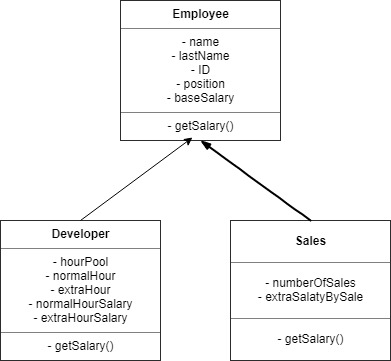 Employee
- name
- lastName
- ID
- position
- baseSalary
- getSalary()
Developer
- hourPool
- normalHour
- extraHour
- normalHourSalary
- extraHourSalary
- getSalary()
Sales
- numberOfSales
- extraSalatyBySale
- getSalary()